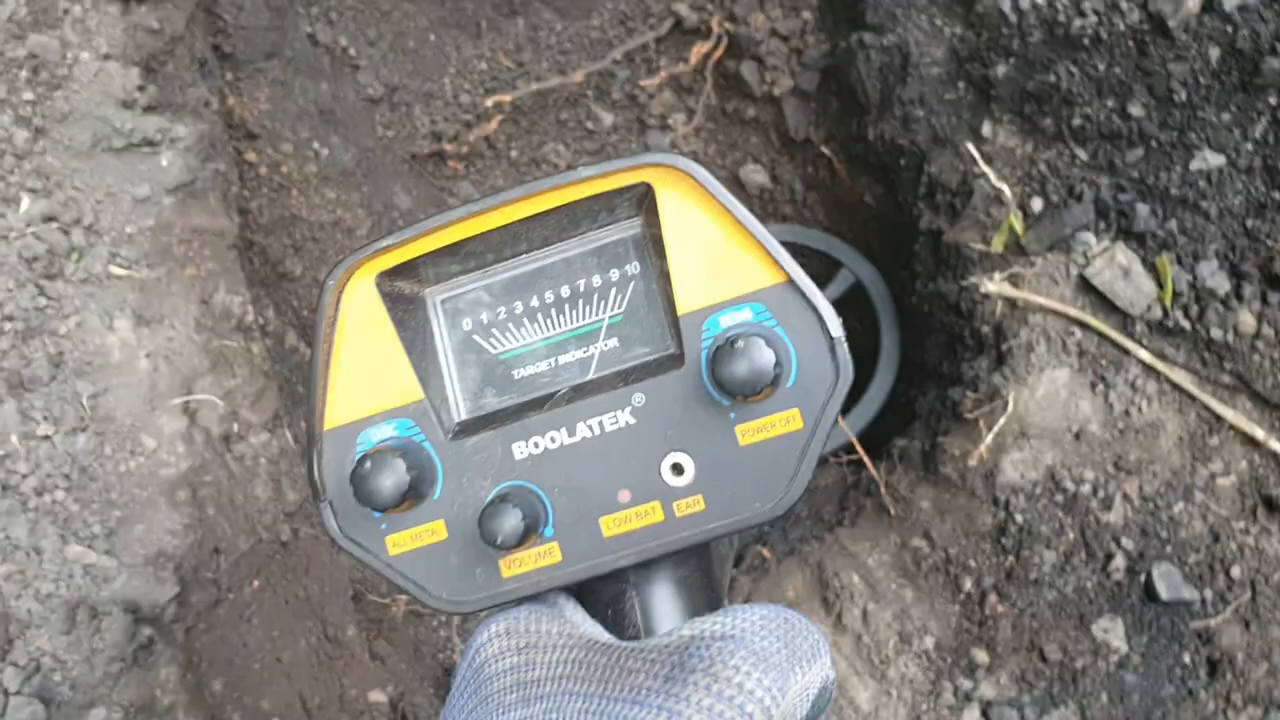 0 1 2 3 4 5 6 7 8 9 10
TARGET INDICATOR
BOOLATEK®
POWER OFF
ALL METAL
VOLUME
LOW BAT
EAR